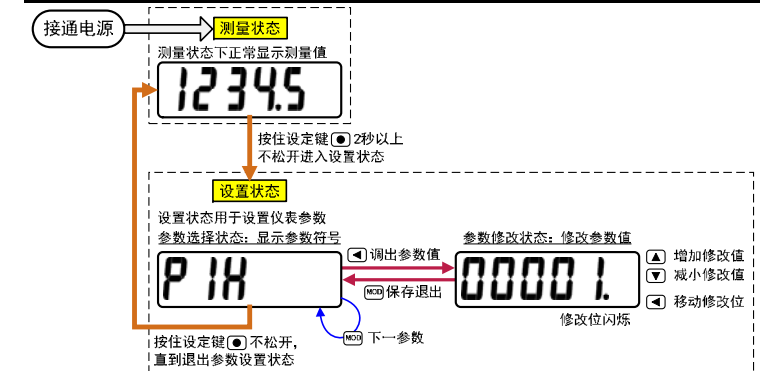 接通电源
测量状态
测量状态下正常显示测量值
1234.5
按住设定键 2秒以上
不松开进入设置状态
设置状态
设置状态用于设置仪表参数
参数选择状态：显示参数符号
参数修改状态：修改参数值
P1H
调出参数值
MOD 保存退出
00001.
增加修改值
减小修改值
移动修改位
修改位闪烁
MOD 下一参数
按住设定键 不松开，
直到退出参数设置状态